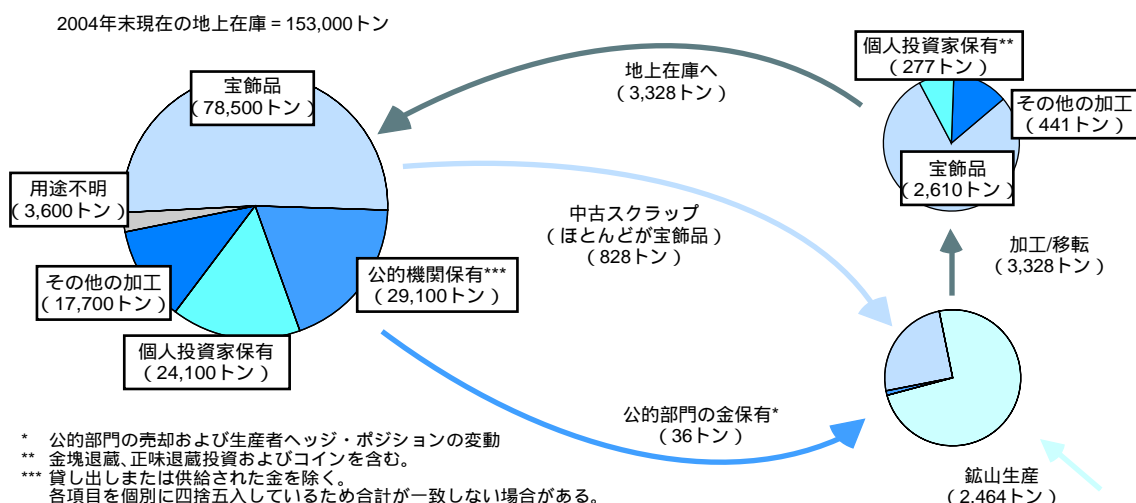 2004年末現在の地上在庫 = 153,000トン
宝飾品
（78,500トン）
用途不明
（3,600トン）
その他の加工
（17,700トン）
個人投資家保有
（24,100トン）
公的機関保有***
（29,100トン）
地上在庫へ
（3,328トン）
中古スクラップ
（ほとんどが宝飾品）
（828トン）
公的部門の金保有*
（36トン）
個人投資家保有**
（277トン）
その他の加工
（441トン）
宝飾品
（2,610トン）
加工/移転
（3,328トン）
鉱山生産
（2,464トン）
* 公的部門の売却および生産者ヘッジ・ポジションの変動
** 金塊退蔵、正味退蔵投資およびコインを含む。
*** 貸し出しまたは供給された金を除く。
各項目を個別に四捨五入しているため合計が一致しない場合がある。